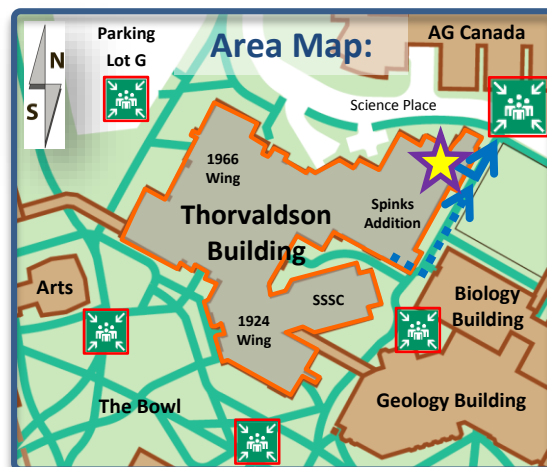 Parking
Lot G
Area Map:
AG Canada
N
S
Science Place
1966
Wing
Thorvaldson
Building
Spinks
Addition
Arts
SSSC
Biology
Building
1924
Wing
The Bowl
Geology Building